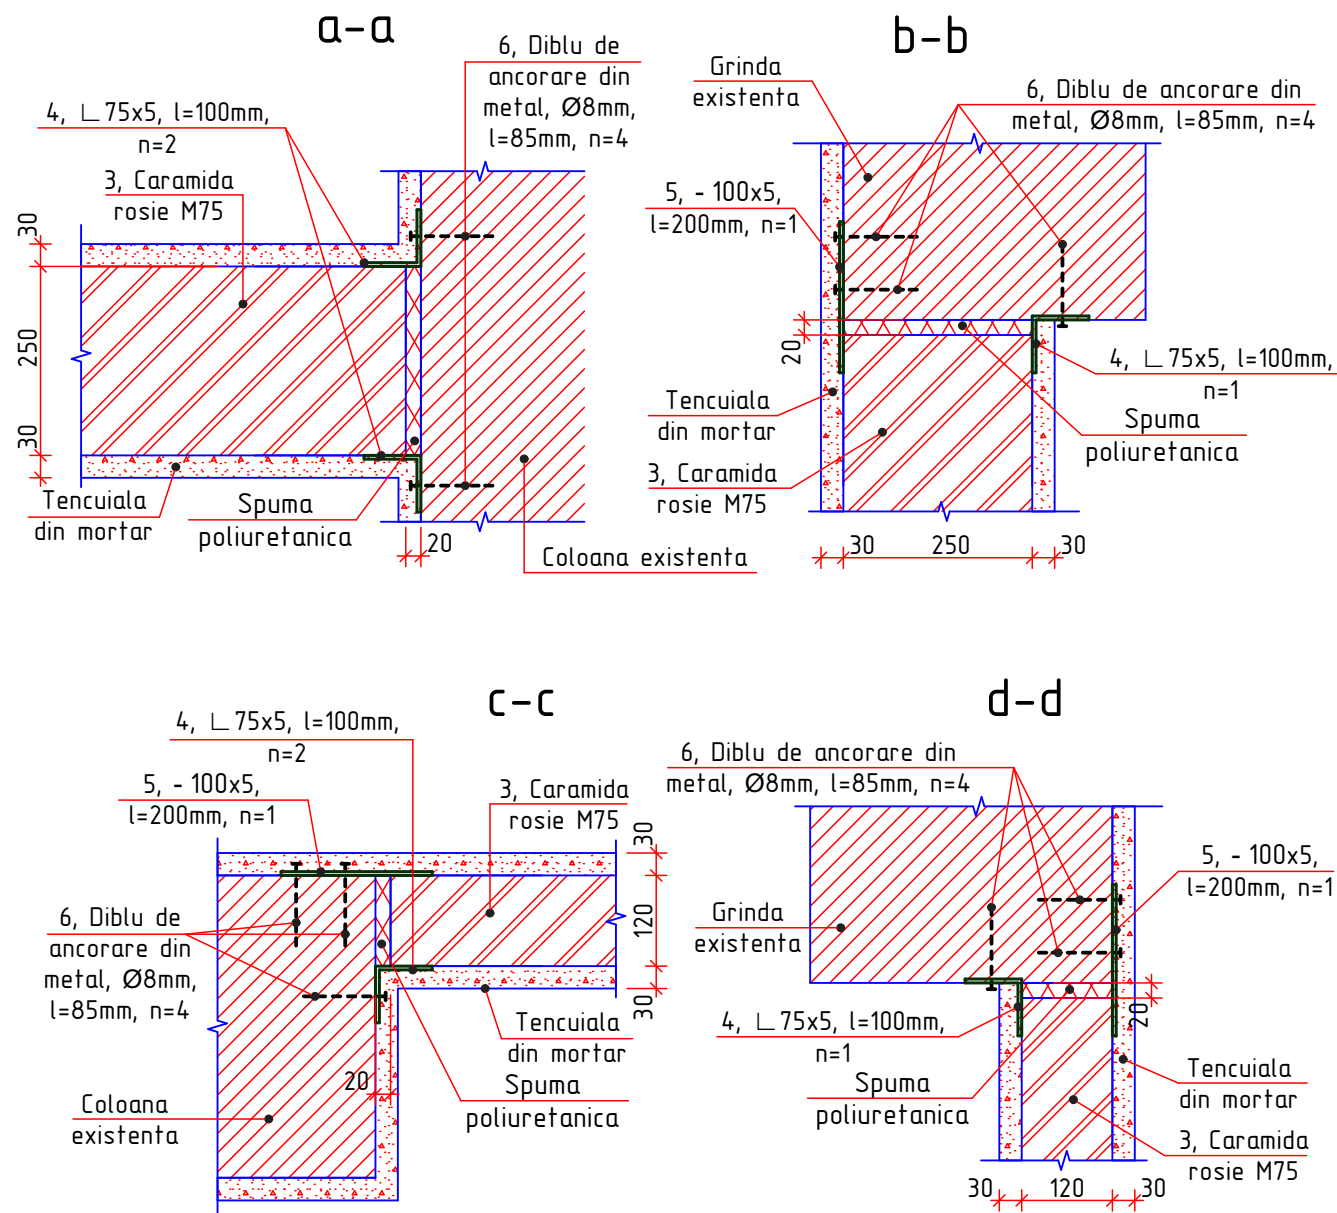 a-a
6, Diblu de
ancorare din
metal, Ø8mm,
l=85mm, n=4
4, ∟75x5, l=100mm,
n=2
3, Caramida
rosie M75
30
250
30
Tencuiala
din mortar
Spuma
poliuretanica
20
Coloana existenta
b-b
Grinda
existenta
6, Diblu de ancorare din
metal, Ø8mm, l=85mm, n=4
5, - 100x5,
l=200mm, n=1
20
4, ∟75x5, l=100mm,
n=1
Tencuiala
din mortar
Spuma
poliuretanica
3, Caramida
rosie M75
30
250
30
c-c
4, ∟75x5, l=100mm,
n=2
5, - 100x5,
l=200mm, n=1
3, Caramida
rosie M75
30
120
30
6, Diblu de
ancorare din
metal, Ø8mm,
l=85mm, n=4
Tencuiala
din mortar
20
Spuma
poliuretanica
Coloana
existenta
d-d
6, Diblu de ancorare din
metal, Ø8mm, l=85mm, n=4
5, - 100x5,
l=200mm, n=1
Grinda
existenta
20
4, ∟75x5, l=100mm,
n=1
Spuma
poliuretanica
Tencuiala
din mortar
3, Caramida
rosie M75
30
120
30